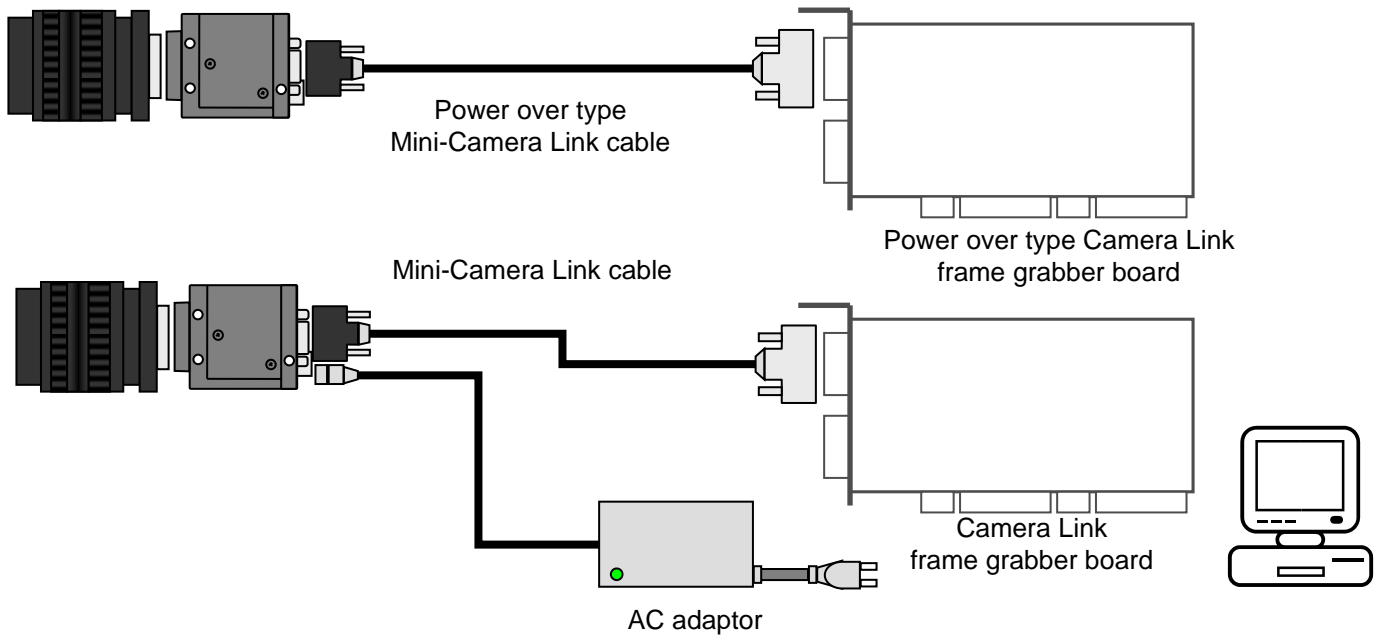 Power over type
Mini-Camera Link cable
Power over type Camera Link
frame grabber board
Mini-Camera Link cable
Camera Link
frame grabber board
AC adaptor